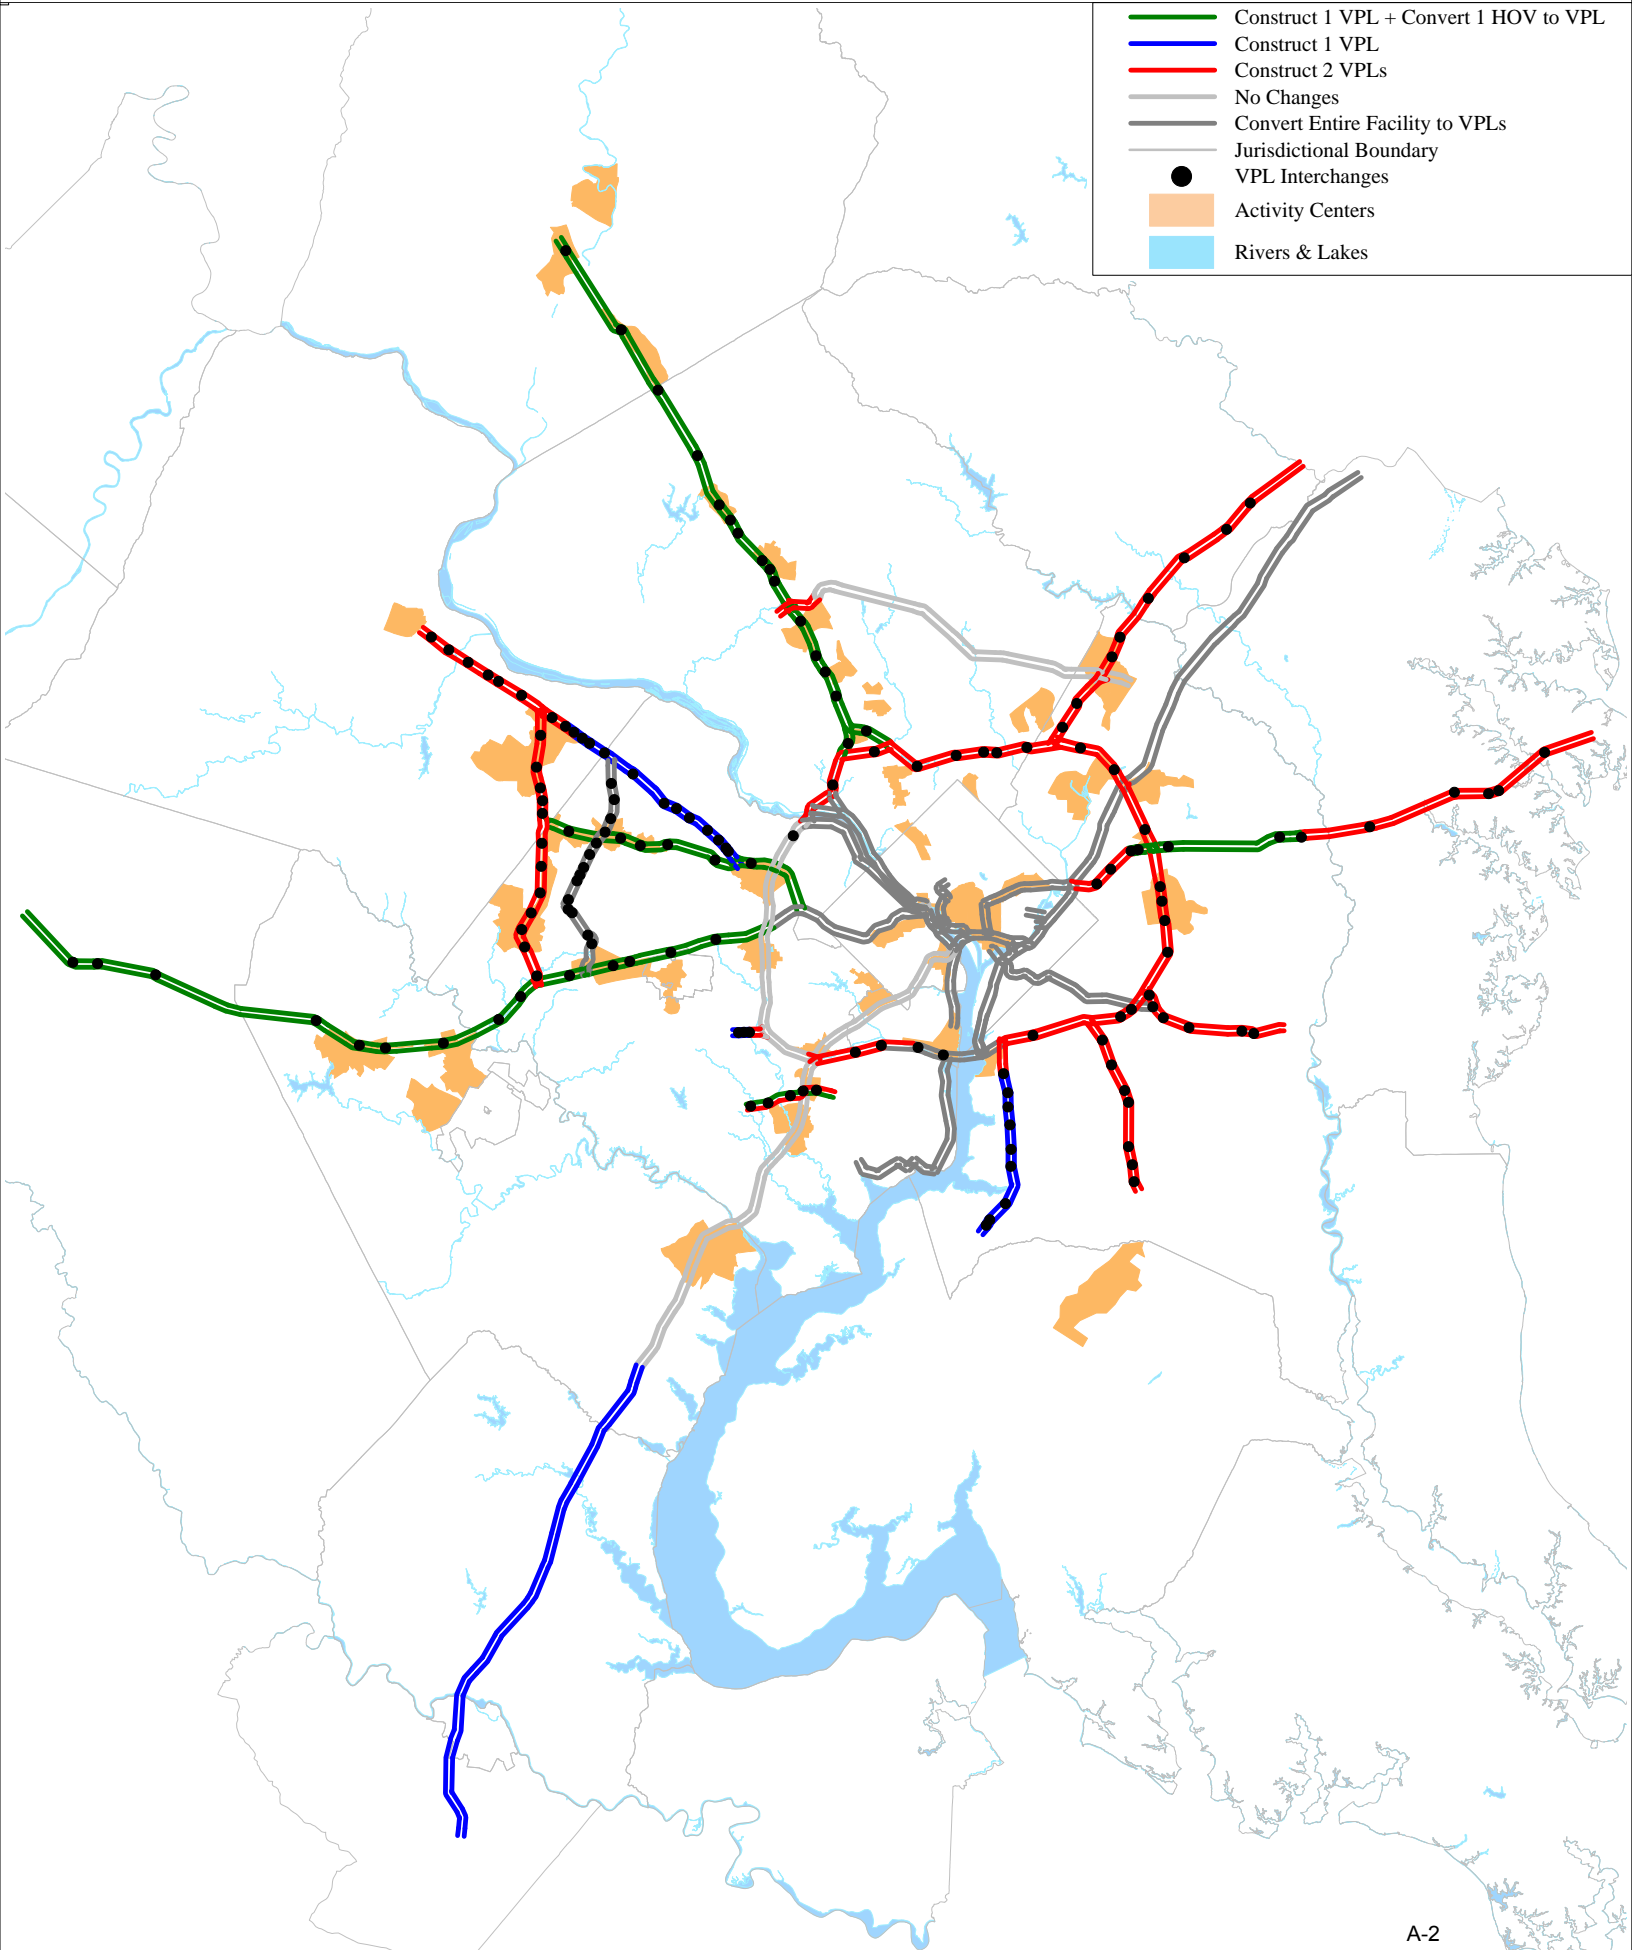 Construct 1 VPL + Convert 1 HOV to VPL
Construct 1 VPL
Construct 2 VPLs
No Changes
Convert Entire Facility to VPLs
Jurisdictional Boundary
VPL Interchanges
Activity Centers
Rivers & Lakes
A-2